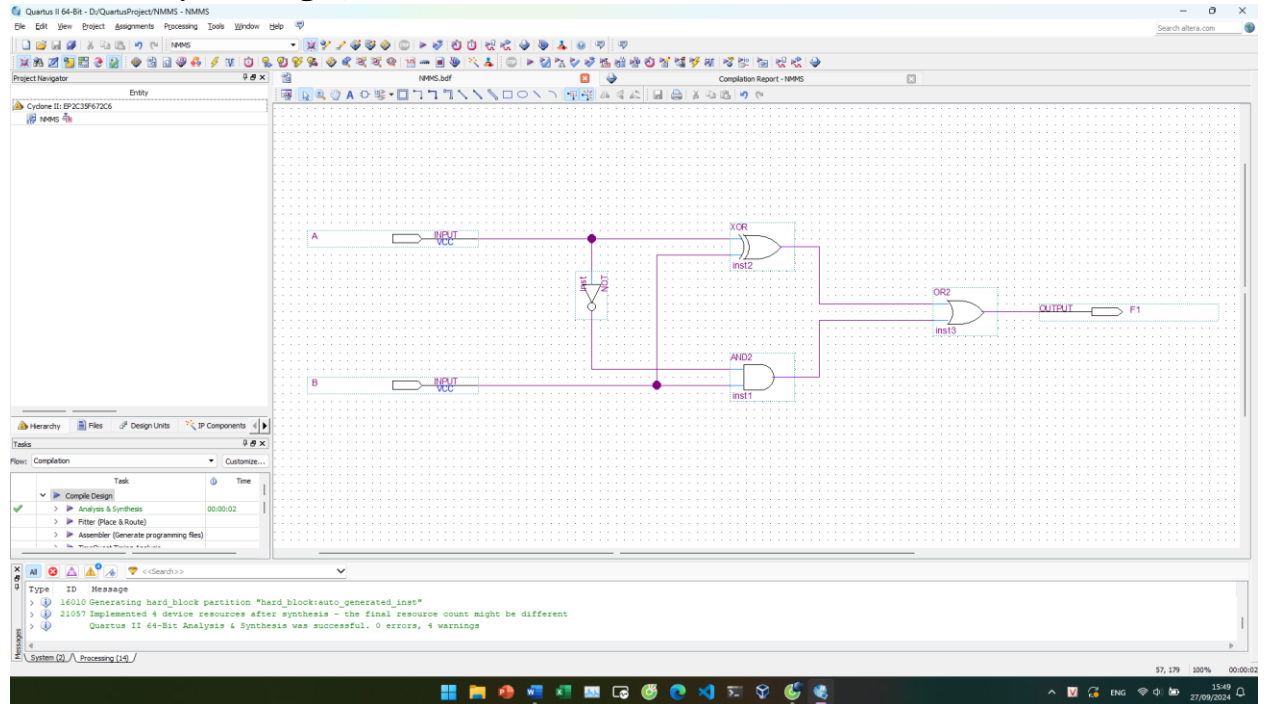 Quartus II 64-Bit - D:/QuartusProject/NMMS - NMMS
File Edit View Project Assignments Processing Tools Window Help
Search altera.com
NMMS
Project Navigator
NMMS.bdf
Compilation Report - NMMS
Entity
Cyclone II: EP2C35F672C6
NMMS
XOR
A
INPUT
VCC
inst2
inst
NOT
OR2
OUTPUT
F1
inst3
AND2
B
INPUT
VCC
inst1
Hierarchy Files Design Units IP Components
Tasks
Flow: Compilation
Customize...
Task Time
Compile Design
Analysis & Synthesis 00:00:02
Fitter (Place & Route)
Assembler (Generate programming files)
All <<Search>>
Type ID Message
16010 Generating hard_block partition "hard_block:auto_generated_inst"
21057 Implemented 4 device resources after synthesis - the final resource count might be different
Quartus II 64-Bit Analysis & Synthesis was successful. 0 errors, 4 warnings
Messages
System (2) Processing (14)
57, 179 100% 00:00:02
ENG
15:49
27/09/2024